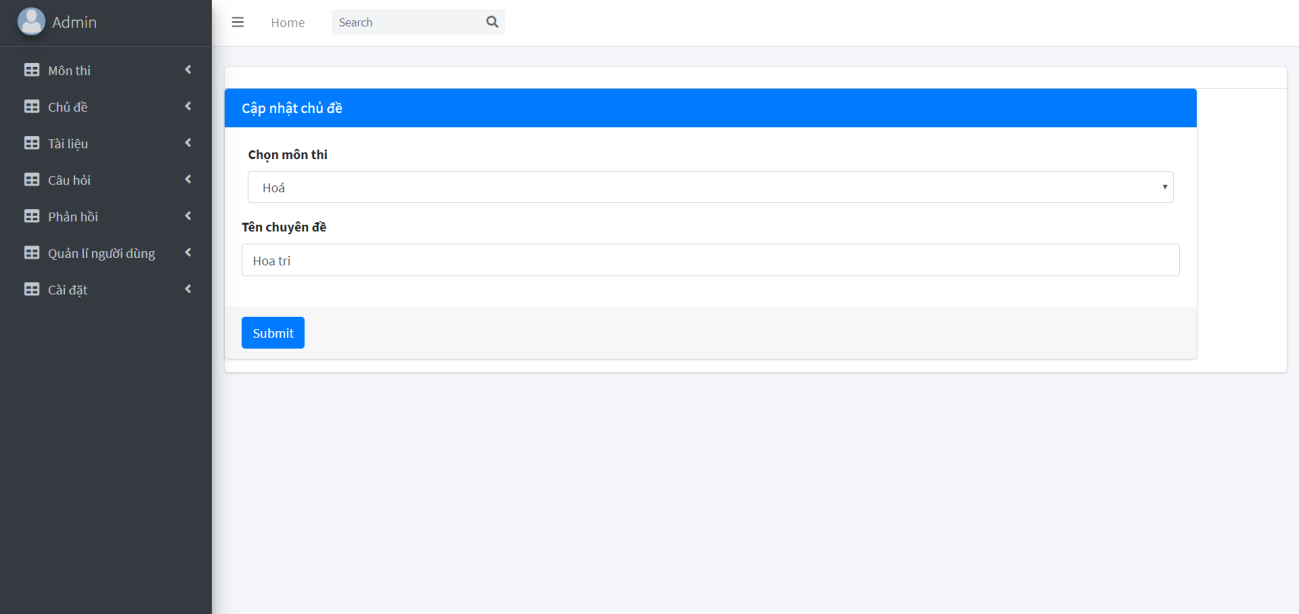 Admin
Home
Search
Môn thi
Chủ đề
Tài liệu
Câu hỏi
Phản hồi
Quản lí người dùng
Cài đặt
Cập nhật chủ đề
Chọn môn thi
Hoá
Tên chuyên đề
Hoa tri
Submit